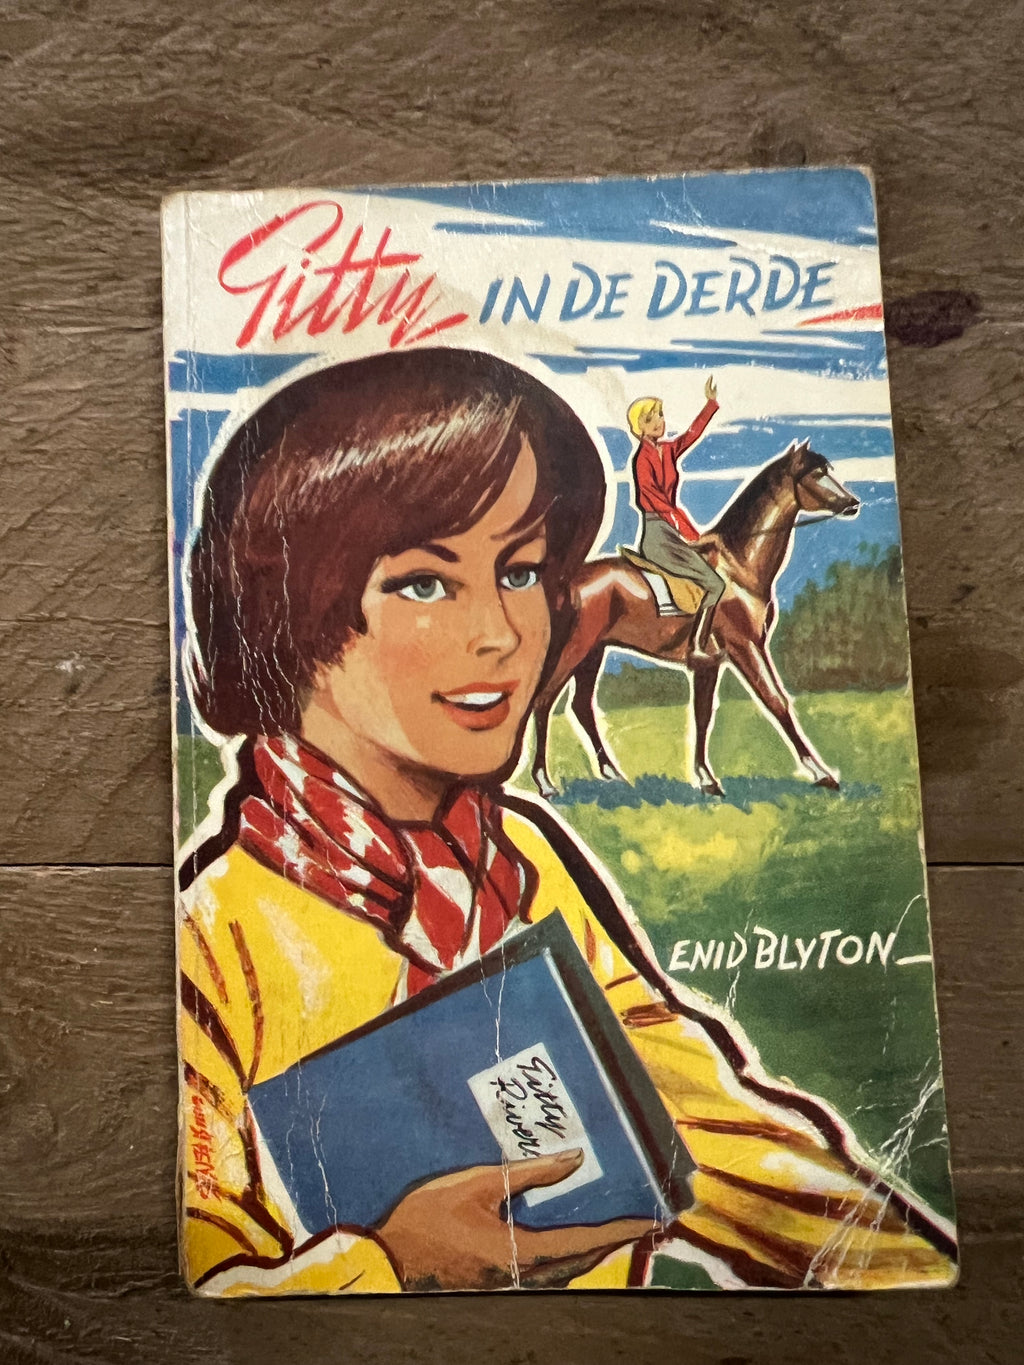 Gitty IN DE DERDE
ENID BLYTON
Gitty
Rivers